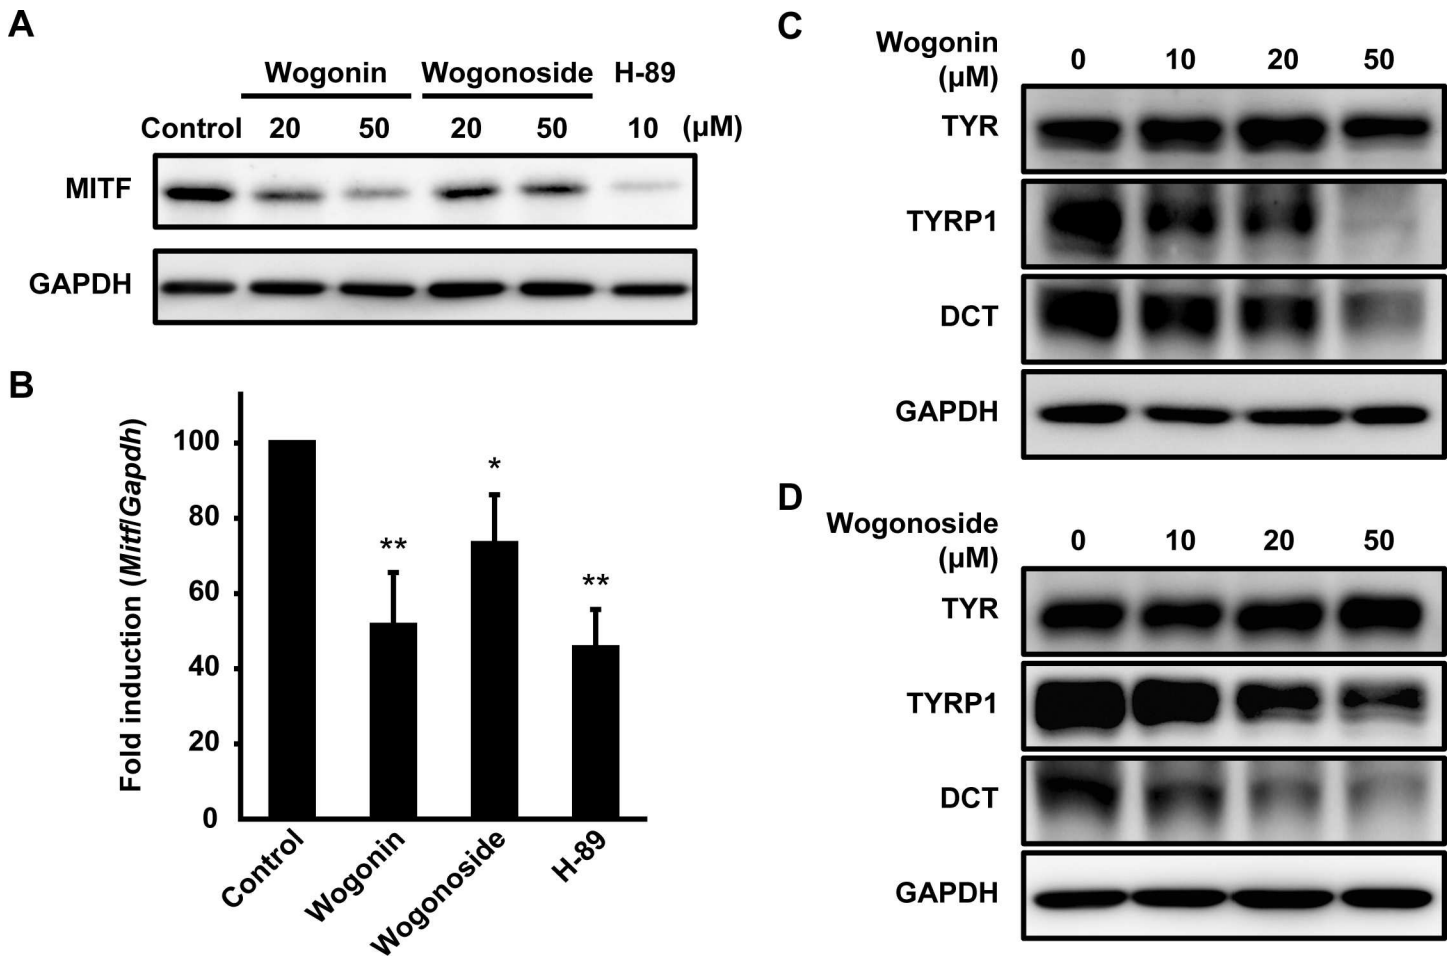 A
Wogonin Wogonoside H-89
Control 20 50 20 50 10 (µM)
MITF
GAPDH
B
Fold induction (Mitf/Gapdh)
100
80
60
40
20
0
**
*
**
Control
Wogonin
Wogonoside
H-89
C
Wogonin
(µM)
0 10 20 50
TYR
TYRP1
DCT
GAPDH
D
Wogonoside
(µM)
0 10 20 50
TYR
TYRP1
DCT
GAPDH